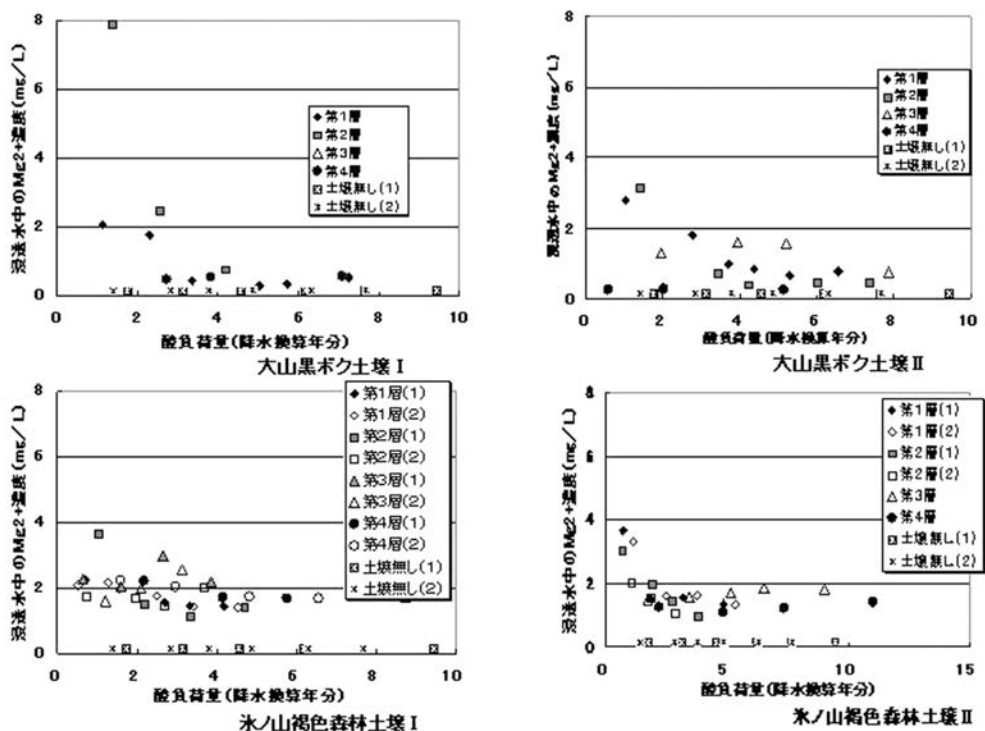 浸透水中のMg2+濃度(mg/L)
8
6
4
2
0
0 2 4 6 8 10
第1層
第2層
第3層
第4層
土壌無し(1)
土壌無し(2)
酸負荷量(降水換算年分)
大山黒ボク土壌Ⅰ
浸透水中のMg2+濃度(mg/L)
8
6
4
2
0
0 2 4 6 8 10
第1層
第2層
第3層
第4層
土壌無し(1)
土壌無し(2)
酸負荷量(降水換算年分)
大山黒ボク土壌Ⅱ
浸透水中のMg2+濃度(mg/L)
8
6
4
2
0
0 2 4 6 8 10
第1層(1)
第1層(2)
第2層(1)
第2層(2)
第3層(1)
第3層(2)
第4層(1)
第4層(2)
土壌無し(1)
土壌無し(2)
酸負荷量(降水換算年分)
氷ノ山褐色森林土壌Ⅰ
浸透水中のMg2+濃度(mg/L)
8
6
4
2
0
0 5 10 15
第1層(1)
第1層(2)
第2層(1)
第2層(2)
第3層
第4層
土壌無し(1)
土壌無し(2)
酸負荷量(降水換算年分)
氷ノ山褐色森林土壌Ⅱ